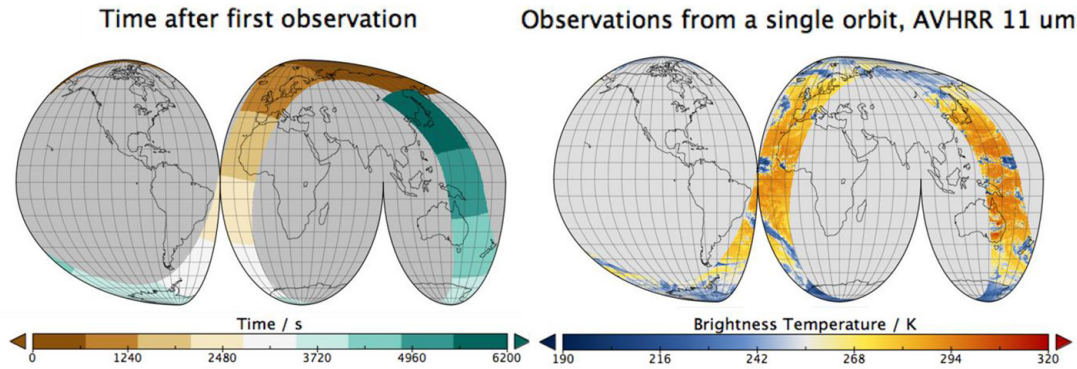 Time after first observation
Observations from a single orbit, AVHRR 11 um
Time / s
0 1240 2480 3720 4960 6200
Brightness Temperature / K
190 216 242 268 294 320